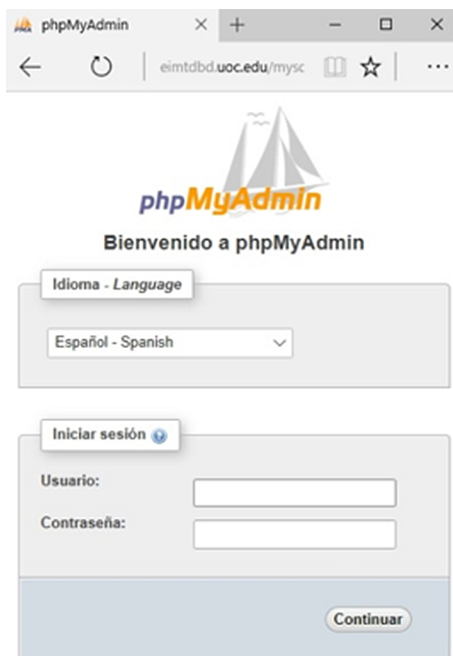 phpMyAdmin
eimtdbd.uoc.edu/mysc
phpMyAdmin
Bienvenido a phpMyAdmin
Idioma - Language
Español - Spanish
Iniciar sesión
Usuario:
Contraseña:
Continuar